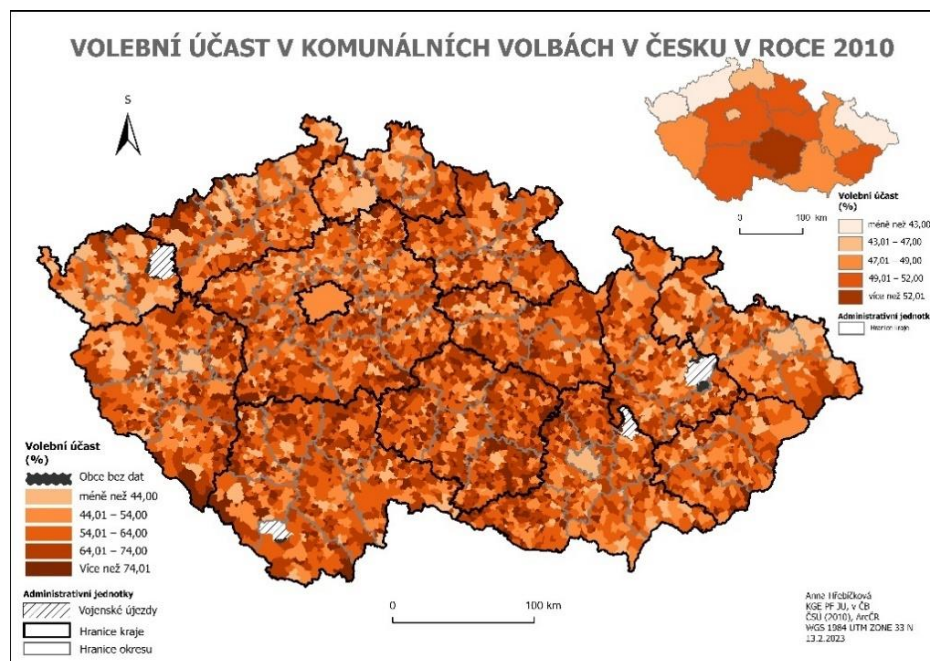 VOLEBNÍ ÚČAST V KOMUNÁLNÍCH VOLBÁCH V ČESKU V ROCE 2010
S
0 100 km
Volební účast
(%)
méně než 43,00
43,01 – 47,00
47,01 – 49,00
49,01 – 52,00
více než 52,01
Administrativní jednotk
Hranice kraje
Volební účast
(%)
Obce bez dat
méně než 44,00
44,01 – 54,00
54,01 – 64,00
64,01 – 74,00
Více než 74,01
Administrativní jednotky
Vojenské újezdy
Hranice kraje
Hranice okresu
0 100 km
Anna Hřebíčková
KGE PF JU, v ČB
ČSÚ (2010), ArcČR
WGS 1984 UTM ZONE 33 N
13.2.2023